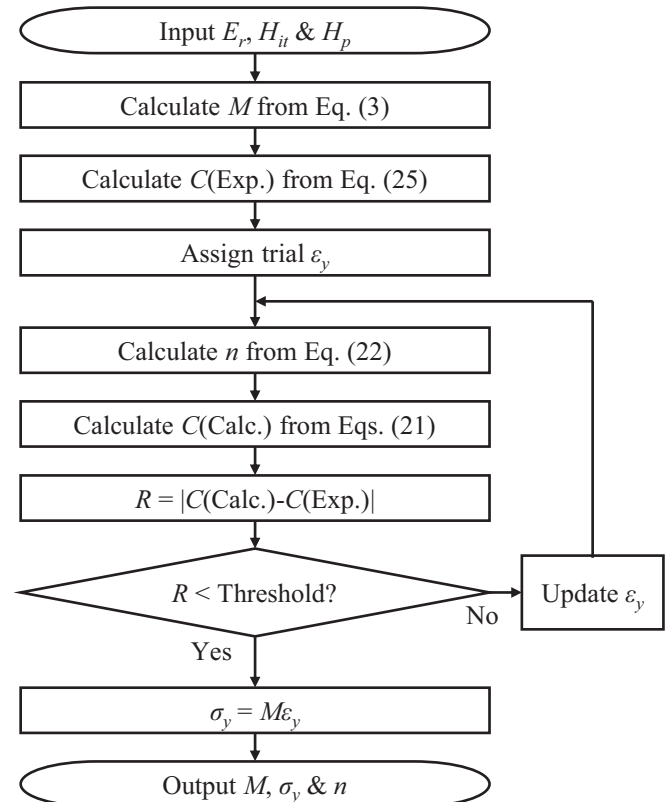 Input E_r, H_it & H_p
Calculate M from Eq. (3)
Calculate C(Exp.) from Eq. (25)
Assign trial ε_y
Calculate n from Eq. (22)
Calculate C(Calc.) from Eqs. (21)
R = |C(Calc.)-C(Exp.)|
R < Threshold?
No
Update ε_y
Yes
σ_y = Mε_y
Output M, σ_y & n